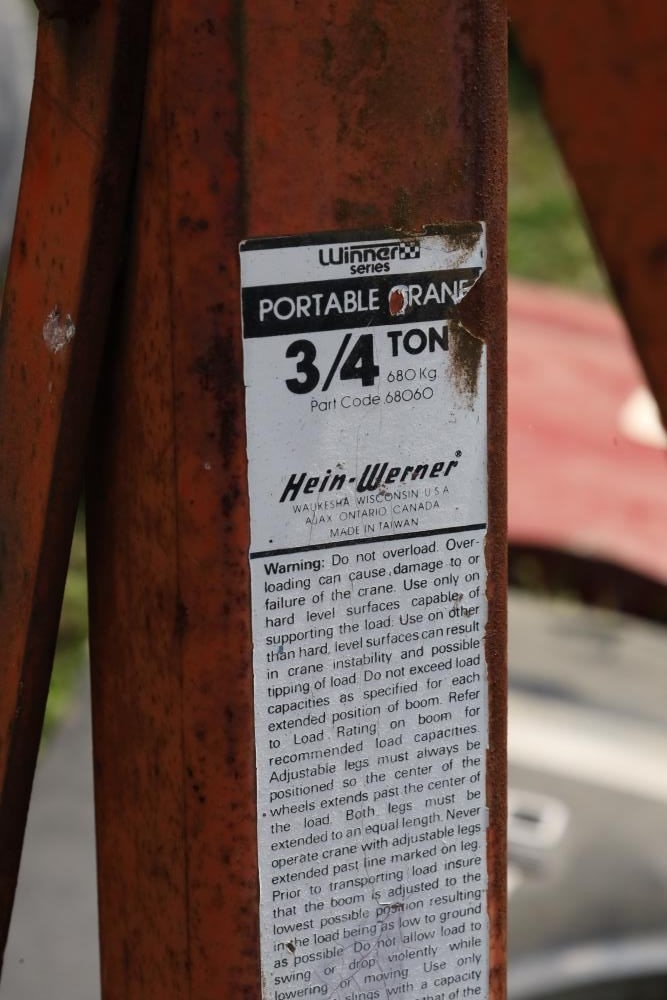 Winner
series
PORTABLE CRANE
3/4 TON
680 Kg
Part Code 68060
Hein-Werner®
WAUKESHA WISCONSIN U S A
AJAX ONTARIO CANADA
MADE IN TAIWAN
Warning: Do not overload. Over-
loading can cause damage to or
failure of the crane. Use only on
hard level surfaces capable of
supporting the load. Use on other
than hard, level surfaces can result
in crane instability and possible
tipping of load. Do not exceed load
capacities as specified for each
extended position of boom. Refer
to Load Rating on boom for
recommended load capacities.
Adjustable legs must always be
positioned so the center of the
wheels extends past the center of
the load. Both legs must be
extended to an equal length. Never
operate crane with adjustable legs
extended past line marked on leg.
Prior to transporting load insure
that the boom is adjusted to the
lowest possible position resulting
in the load being as low to ground
as possible. Do not allow load to
swing or drop violently while
lowering or moving. Use only
slings with a capacity
that of the